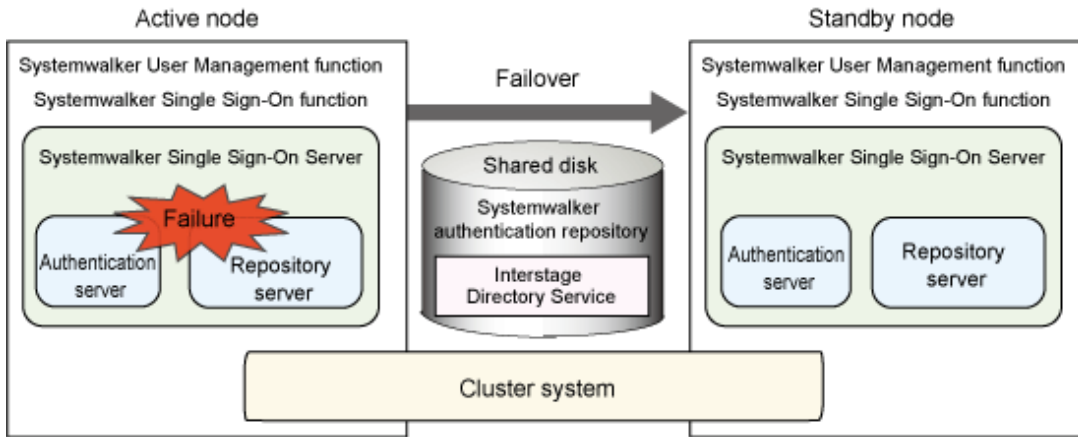 Active node
Standby node
Systemwalker User Management function
Systemwalker Single Sign-On function
Systemwalker Single Sign-On Server
Failure
Authentication
server
Repository
server
Failover
Shared disk
Systemwalker
authentication repository
Interstage
Directory Service
Systemwalker User Management function
Systemwalker Single Sign-On function
Systemwalker Single Sign-On Server
Authentication
server
Repository
server
Cluster system